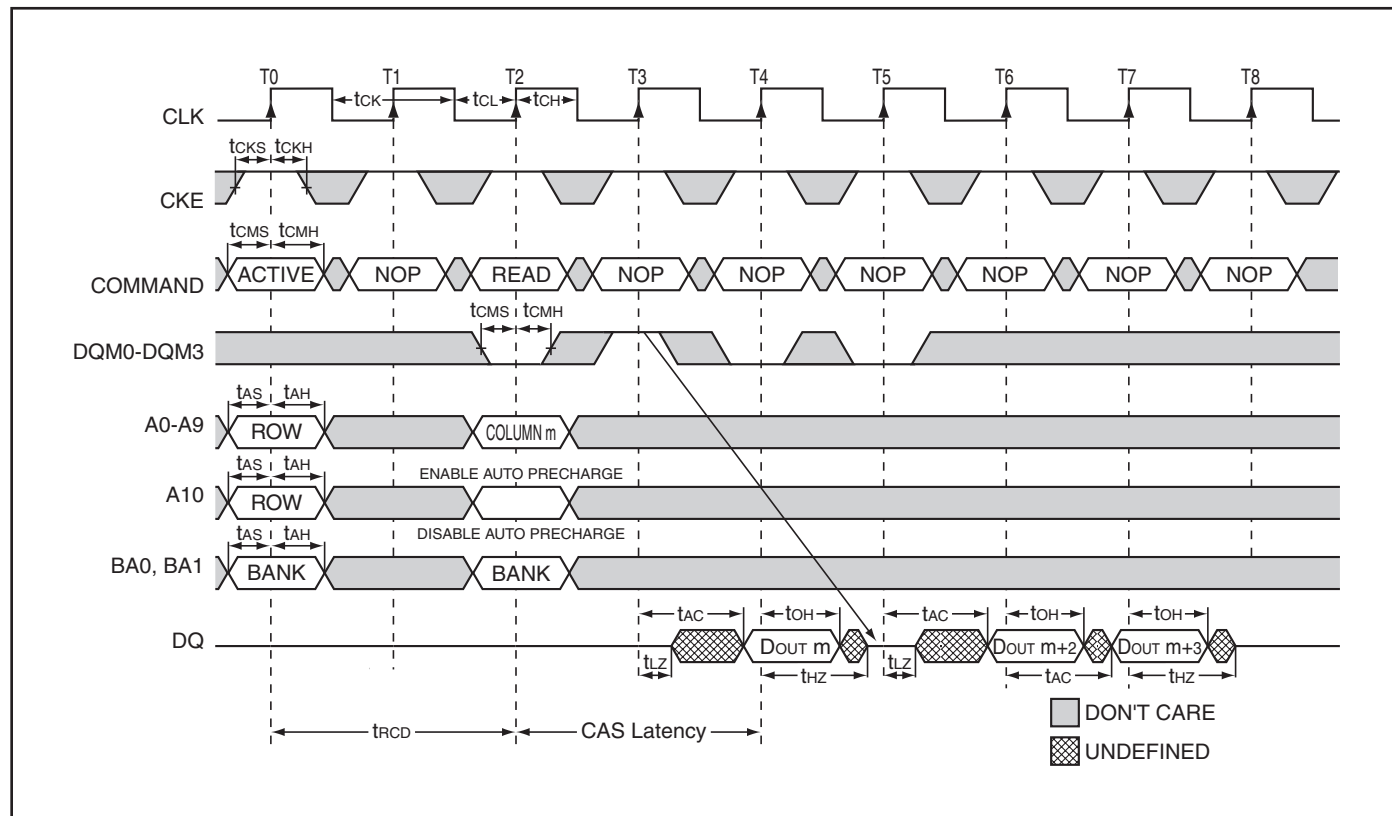 T0 T1 T2 T3 T4 T5 T6 T7 T8
tCK tCL tCH
CLK
tCKS tCKH
CKE
tCMS tCMH
COMMAND ACTIVE NOP READ NOP NOP NOP NOP NOP NOP
tCMS tCMH
DQM0-DQM3
tAS tAH
A0-A9 ROW COLUMN m
tAS tAH ENABLE AUTO PRECHARGE
A10 ROW
tAS tAH DISABLE AUTO PRECHARGE
BA0, BA1 BANK BANK
tAC tOH tAC tOH tOH
DQ DOUT m DOUT m+2 DOUT m+3
tLZ tHZ tLZ tAC tHZ
DON'T CARE
tRCD CAS Latency
UNDEFINED